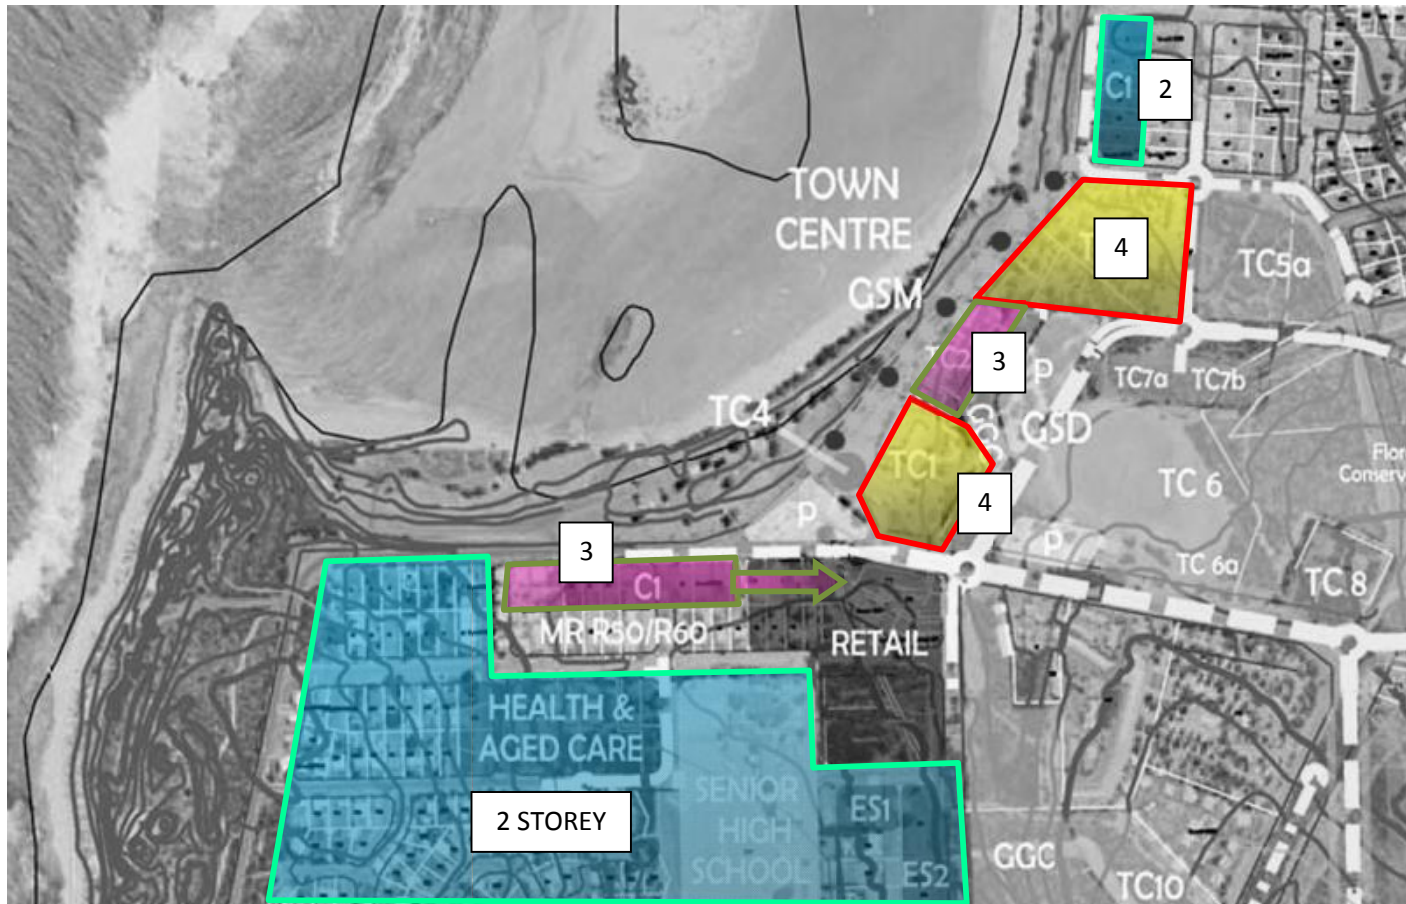 C1
2
TOWN
CENTRE
4
TC5a
GSM
TC2
3
P
TC7a
TC7b
TC4
GSD
TC1
TC 6
4
P
P
TC 6a
TC 8
3
C1
MR R50/R60
RETAIL
HEALTH &
AGED CARE
SENIOR
HIGH
SCHOOL
2 STOREY
ES1
ES2
GGC
TC10